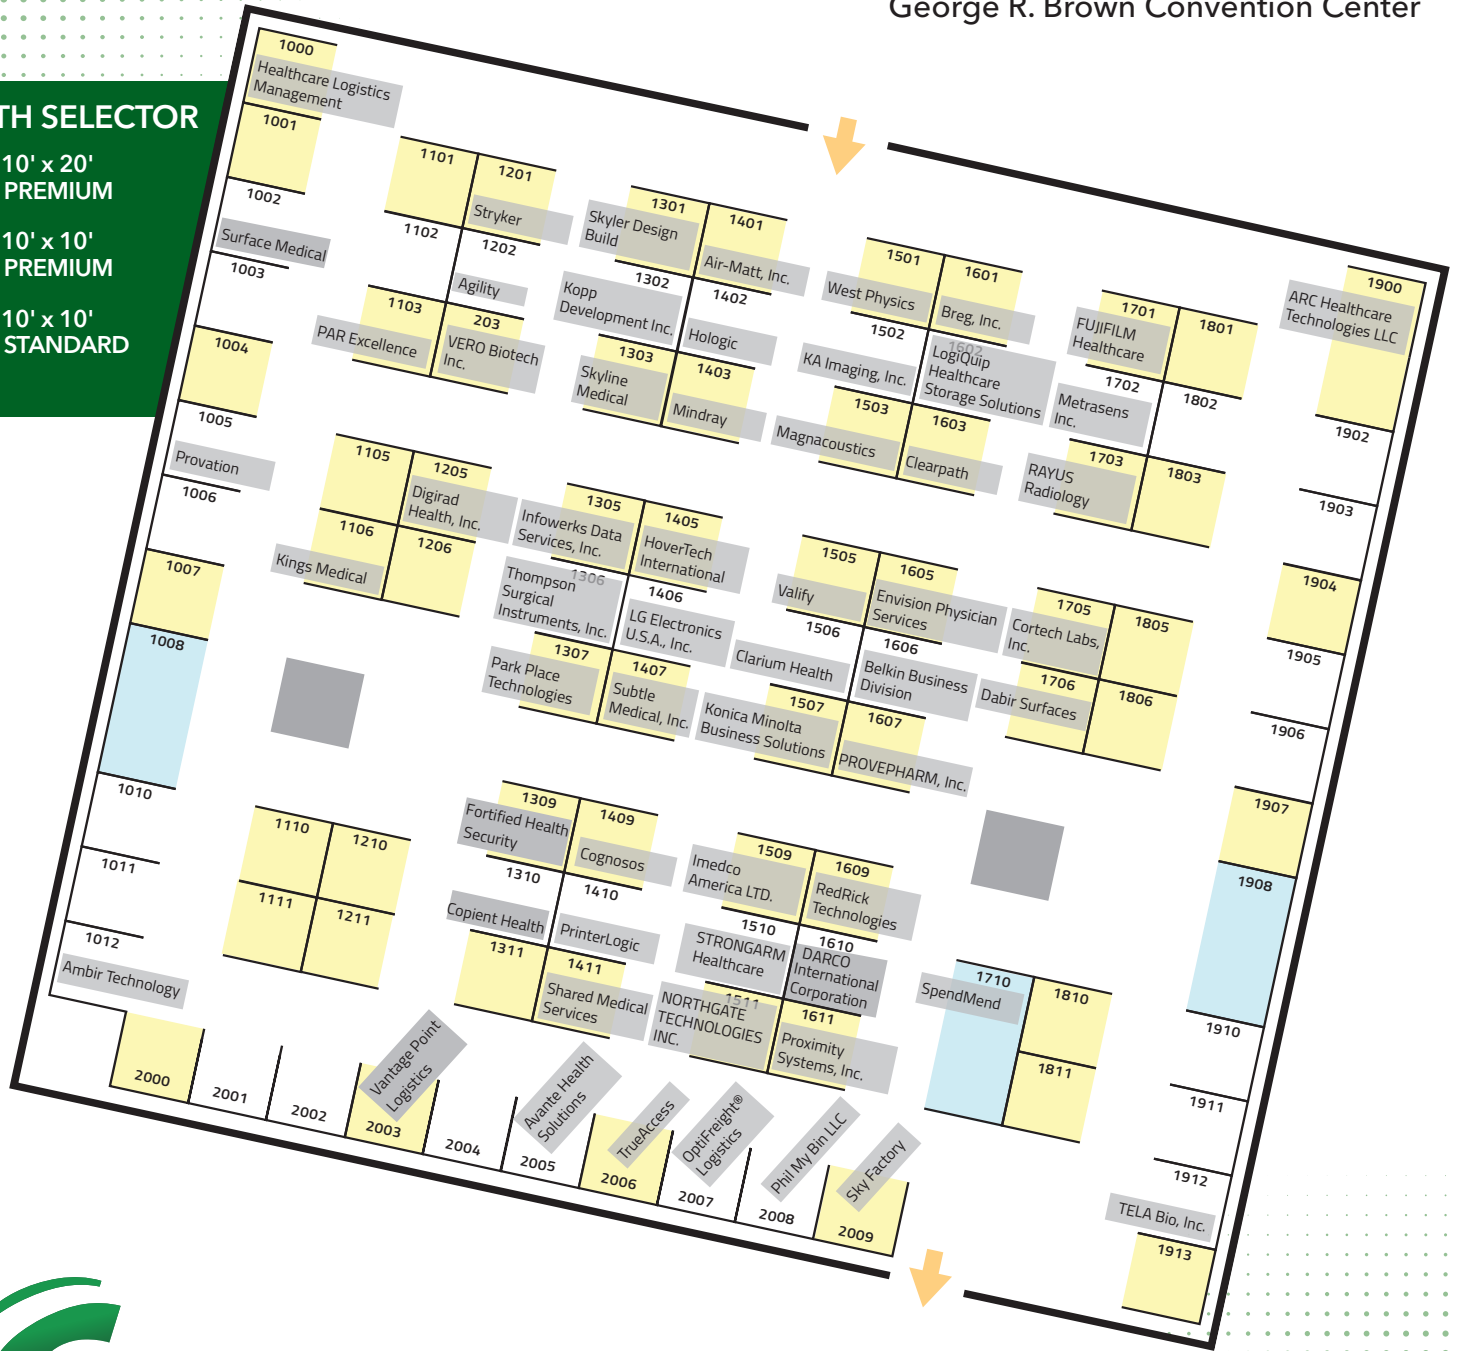 George R. Brown Convention Center
TH SELECTOR
10' x 20'
PREMIUM
10' x 10'
PREMIUM
10' x 10'
STANDARD
1000
Healthcare Logistics
Management
1001
1002
Surface Medical
1003
1004
1005
Provation
1006
1007
1008
1010
1011
1012
Ambir Technology
1101
1201
Stryker
1102
1202
Agility
1103
PAR Excellence
203
VERO Biotech
Inc.
1105
1205
Digirad
Health, Inc.
1106
Kings Medical
1206
1110
1210
1111
1211
1301
Skyler Design
Build
1401
Air-Matt, Inc.
1302
Kopp
Development Inc.
1402
Hologic
1303
Skyline
Medical
1403
Mindray
1305
Infowerks Data
Services, Inc.
1405
HoverTech
International
1306
Thompson
Surgical
Instruments, Inc.
1406
LG Electronics
U.S.A., Inc.
1307
Park Place
Technologies
1407
Subtle
Medical, Inc.
1309
Fortified Health
Security
1409
Cognosos
1310
Copient Health
1410
PrinterLogic
1311
1411
Shared Medical
Services
1501
West Physics
1601
Breg, Inc.
1502
KA Imaging, Inc.
1602
LogiQuip
Healthcare
Storage Solutions
1503
Magnacoustics
1603
Clearpath
1505
Valify
1605
Envision Physician
Services
1506
Clarium Health
1606
Belkin Business
Division
1507
Konica Minolta
Business Solutions
1607
PROVEPHARM, Inc.
1509
Imedco
America LTD.
1609
RedRick
Technologies
1510
STRONGARM
Healthcare
1610
DARCO
International
Corporation
1511
NORTHGATE
TECHNOLOGIES
INC.
1611
Proximity
Systems, Inc.
1701
FUJIFILM
Healthcare
1801
1702
Metrasens
Inc.
1802
1703
RAYUS
Radiology
1803
1705
Cortech Labs,
Inc.
1805
1706
Dabir Surfaces
1806
1710
SpendMend
1810
1811
1900
ARC Healthcare
Technologies LLC
1902
1903
1904
1905
1906
1907
1908
1910
1911
1912
TELA Bio, Inc.
1913
2000
2001
2002
Vantage Point
Logistics
2003
2004
Avante Health
Solutions
2005
TrueAccess
2006
OptiFreight®
Logistics
2007
Phil My Bin LLC
2008
Sky Factory
2009